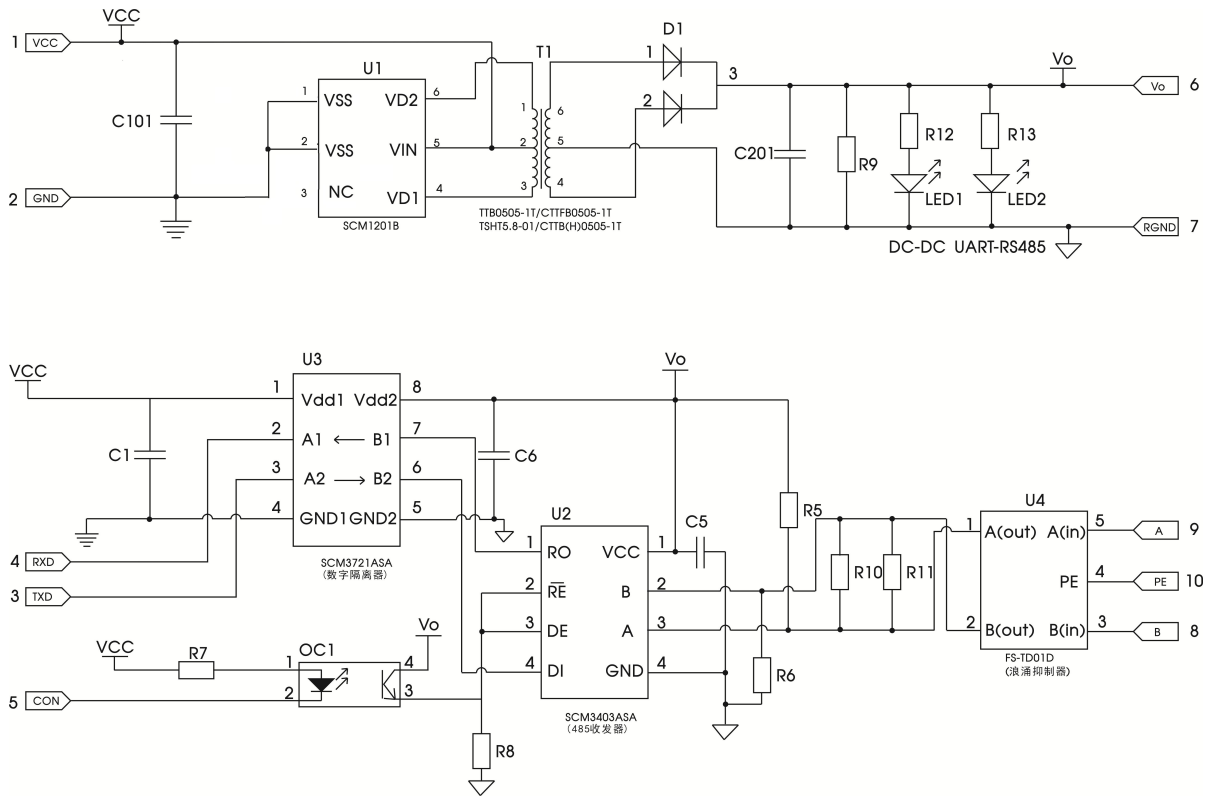 VCC
D1
1 VCC
T1
1
3
Vo
U1
6 Vo
1 VSS VD2 6
1 6
2
C101
R12 R13
2 VSS VIN 5
2 5
C201
R9
3 NC VD1 4
3 4
LED1 LED2
2 GND
SCM1201B
TTB0505-1T/CTTFB0505-1T
TSHT5.8-01/CTTB(H)0505-1T
RGND 7
DC-DC UART-RS485
VCC
U3
Vo
1 Vdd1 Vdd2 8
2 A1 B1 7
C1
C6
3 A2 B2 6
4 GND1 GND2 5
R5
U4
U2
C5
1 A(out) A(in) 5
A 9
4 RXD
SCM3721ASA
(数字隔离器)
1 RO VCC 1
R10 R11
PE 4
PE 10
3 TXD
2 RE B 2
3 DE A 3
2 B(out) B(in) 3
B 8
VCC
R7
OC1
Vo
FS-TD01D
(浪涌抑制器)
1 4
4 DI GND 4
R6
5 CON
2 3
SCM3403ASA
(485收发器)
R8